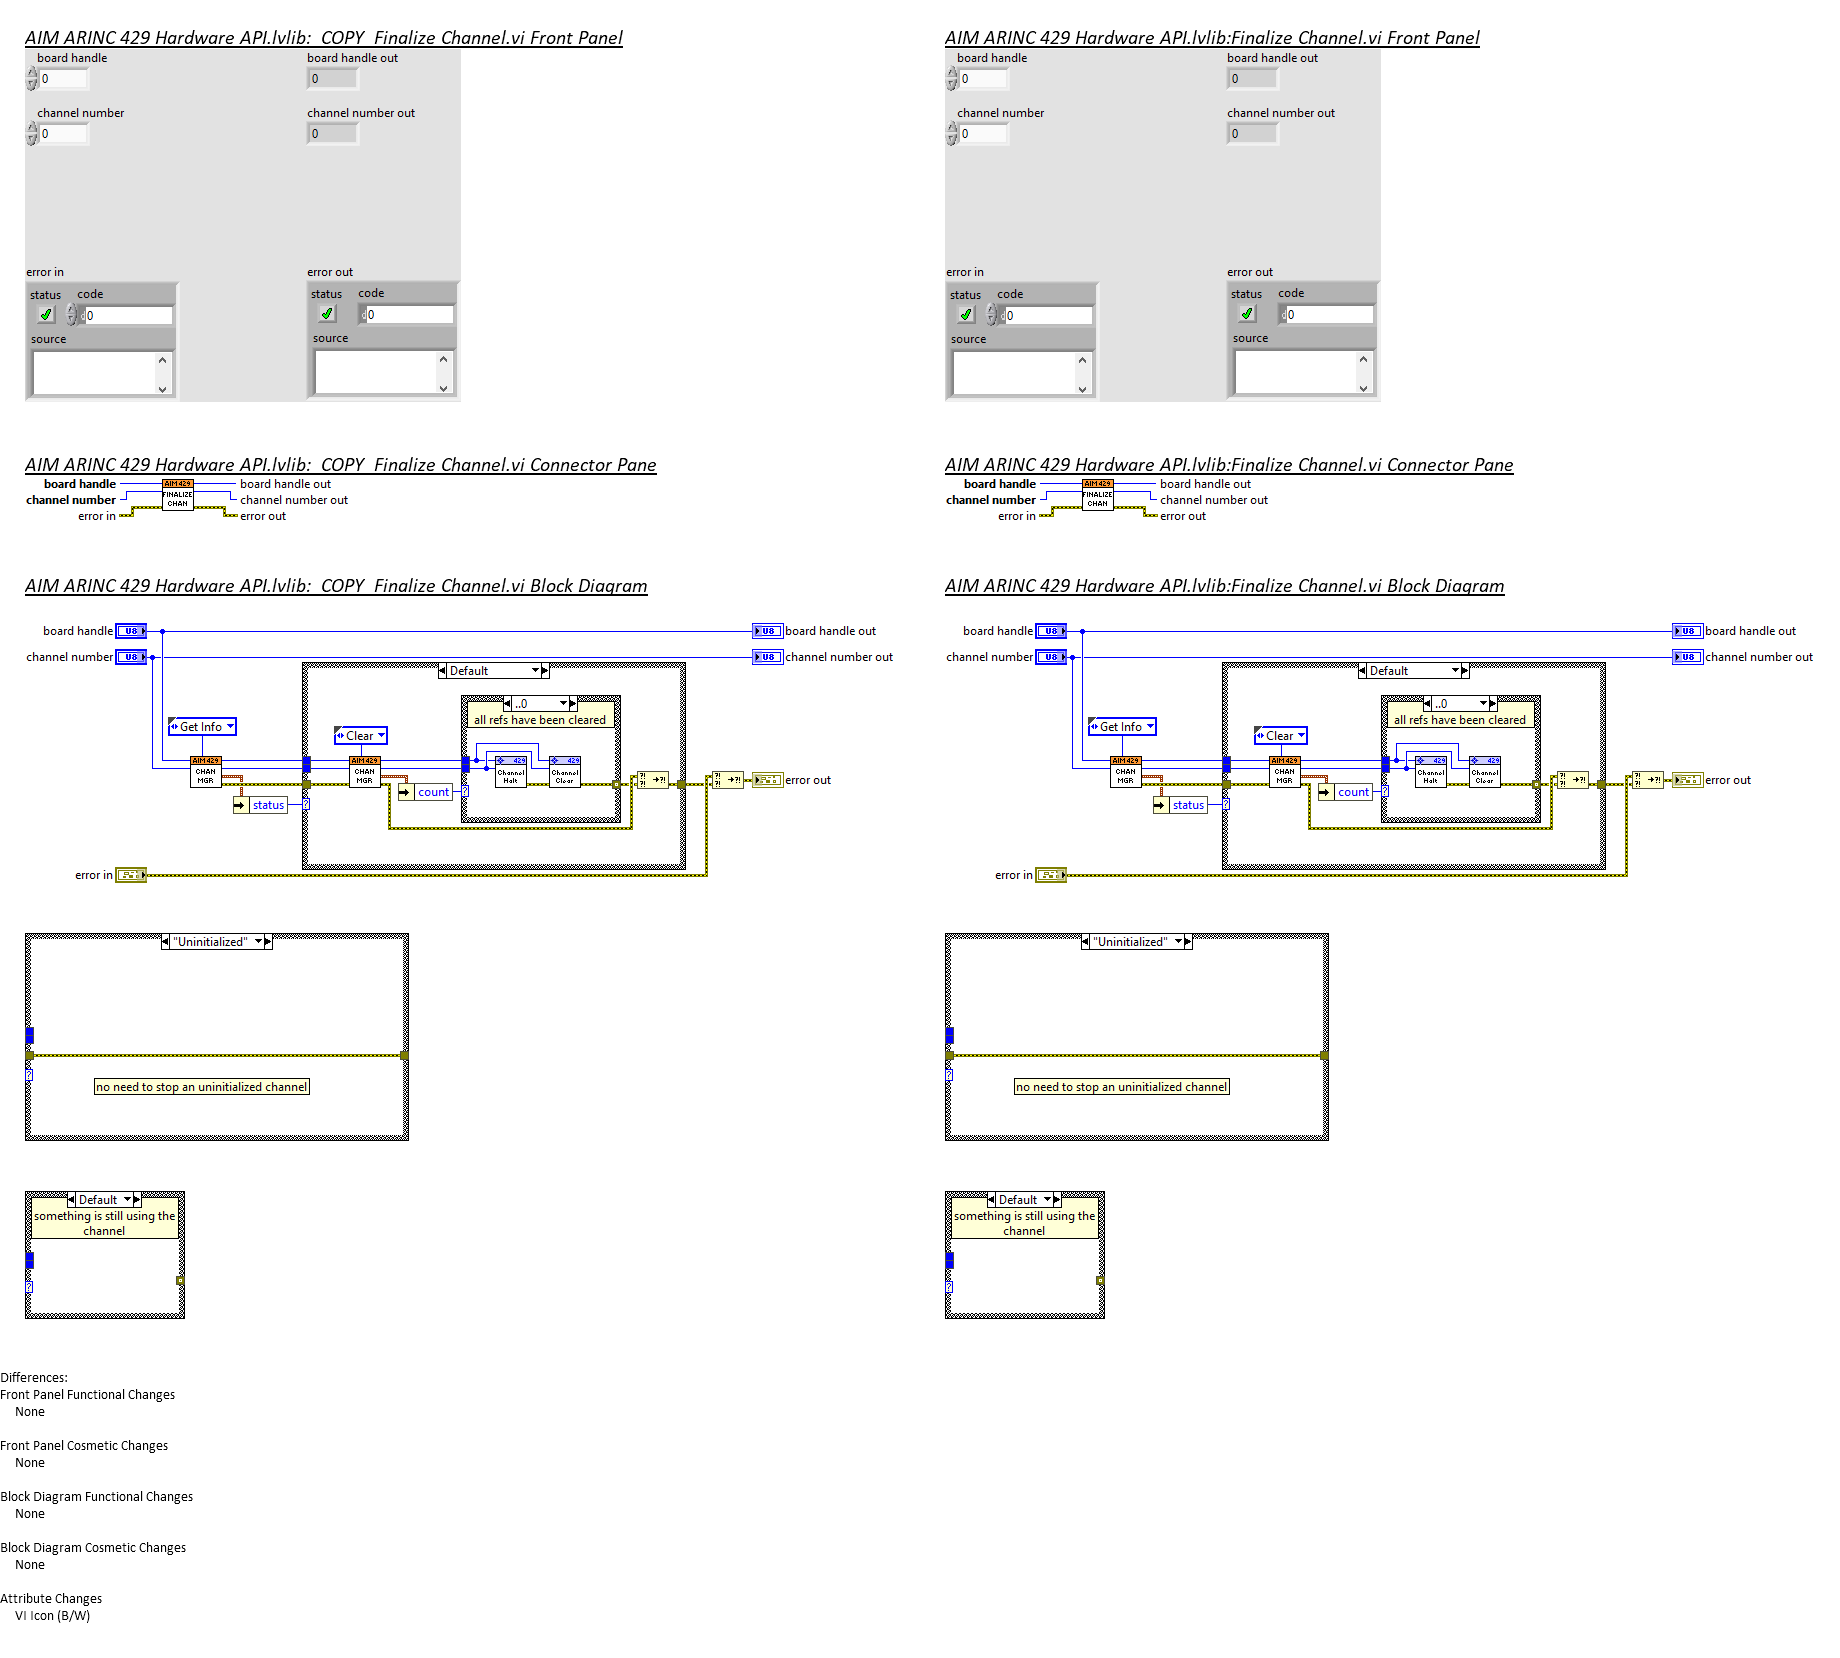 AIM ARINC 429 Hardware API.lvlib:  COPY  Finalize Channel.vi Front Panel
board handle
board handle out
0
0
channel number
channel number out
0
0
error in
error out
status code
status code
d 0
d 0
source
source
AIM ARINC 429 Hardware API.lvlib:Finalize Channel.vi Front Panel
board handle
board handle out
0
0
channel number
channel number out
0
0
error in
error out
status code
status code
d 0
d 0
source
source
AIM ARINC 429 Hardware API.lvlib:  COPY  Finalize Channel.vi Connector Pane
board handle
AIM429
board handle out
channel number
FINALIZE
channel number out
CHAN
error in
error out
AIM ARINC 429 Hardware API.lvlib:Finalize Channel.vi Connector Pane
board handle
AIM429
board handle out
channel number
FINALIZE
channel number out
CHAN
error in
error out
AIM ARINC 429 Hardware API.lvlib:  COPY  Finalize Channel.vi Block Diagram
board handle
U8
U8
board handle out
channel number
U8
U8
channel number out
Default
..0
all refs have been cleared
Get Info
Clear
AIM429
CHAN
MGR
AIM429
CHAN
MGR
429
Channel
Halt
429
Channel
Clear
?!
?!
?!
?!
?!
?!
error out
count
?
status
?
error in
AIM ARINC 429 Hardware API.lvlib:Finalize Channel.vi Block Diagram
board handle
U8
U8
board handle out
channel number
U8
U8
channel number out
Default
..0
all refs have been cleared
Get Info
Clear
AIM429
CHAN
MGR
AIM429
CHAN
MGR
429
Channel
Halt
429
Channel
Clear
?!
?!
?!
?!
?!
?!
error out
count
?
status
?
error in
"Uninitialized"
?
no need to stop an uninitialized channel
"Uninitialized"
?
no need to stop an uninitialized channel
Default
something is still using the
channel
?
Default
something is still using the
channel
?
Differences:
Front Panel Functional Changes
None
Front Panel Cosmetic Changes
None
Block Diagram Functional Changes
None
Block Diagram Cosmetic Changes
None
Attribute Changes
VI Icon (B/W)